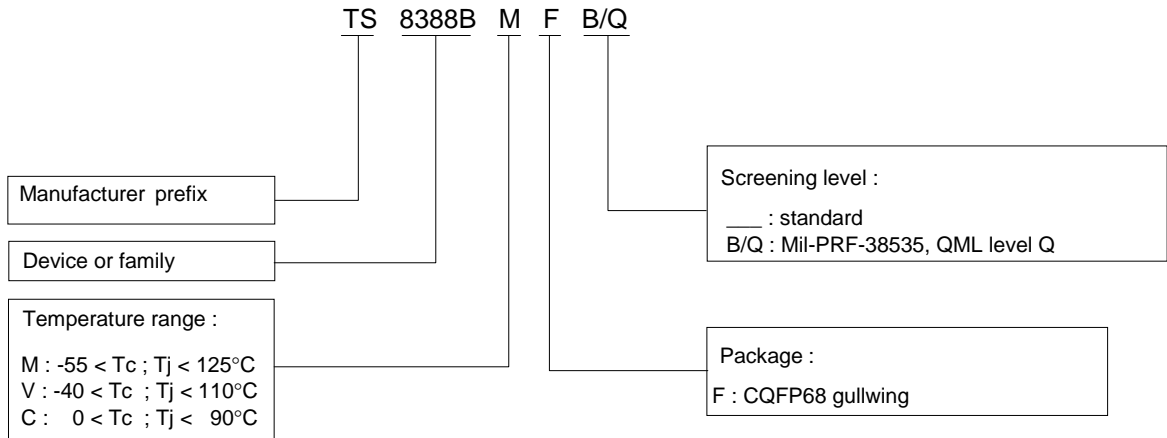 TS 8388B M F B/Q
Manufacturer prefix
Device or family
Temperature range :
M : -55 < Tc ; Tj < 125°C
V : -40 < Tc ; Tj < 110°C
C : 0 < Tc ; Tj < 90°C
Screening level :
___ : standard
B/Q : Mil-PRF-38535, QML level Q
Package :
F : CQFP68 gullwing